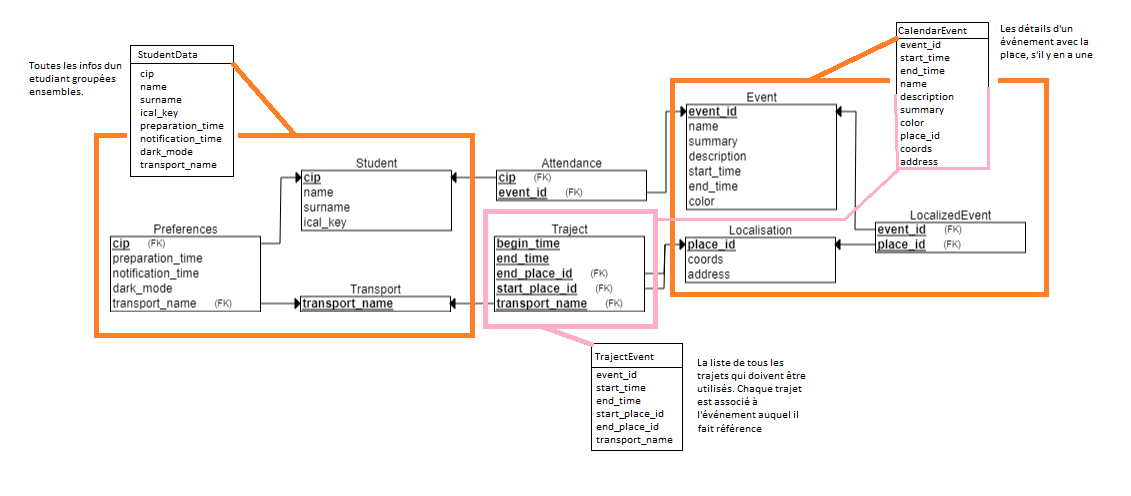 StudentData
cip
name
surname
ical_key
preparation_time
notification_time
dark_mode
transport_name
Toutes les infos dun
etudiant groupées
ensembles.
CalendarEvent
event_id
start_time
end_time
name
description
summary
color
place_id
coords
address
Les détails d'un
événement avec la
place, s'il y en a une
Event
event_id
name
summary
description
start_time
end_time
color
Student
cip
name
surname
ical_key
Attendance
cip (FK)
event_id (FK)
Preferences
cip (FK)
preparation_time
notification_time
dark_mode
transport_name (FK)
Transport
transport_name
Traject
begin_time
end_time
end_place_id (FK)
start_place_id (FK)
transport_name (FK)
Localisation
place_id
coords
address
LocalizedEvent
event_id (FK)
place_id (FK)
TrajectEvent
event_id
start_time
end_time
start_place_id
end_place_id
transport_name
La liste de tous les
trajets qui doivent être
utilisés. Chaque trajet
est associé à
l'événement auquel il
fait référence